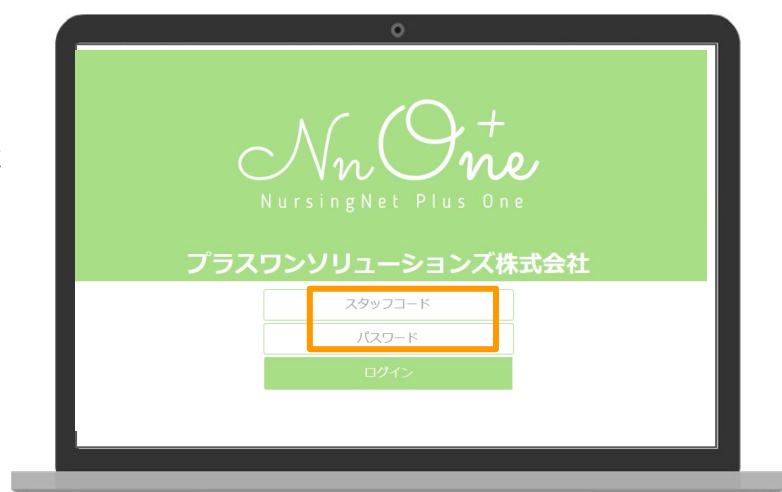 NnOne+
NursingNet Plus One
プラスワンソリューションズ株式会社
スタッフコード
パスワード
ログイン